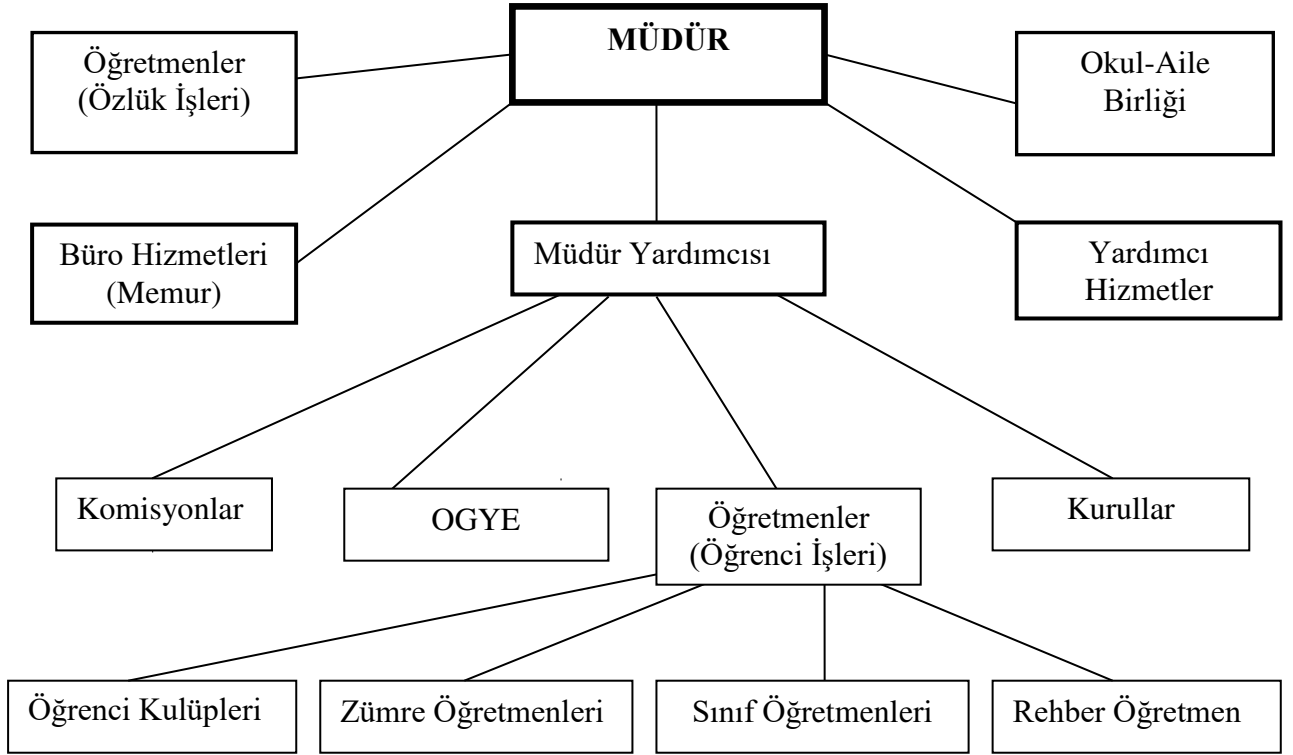 MÜDÜR
Öğretmenler
(Özlük İşleri)
Okul-Aile
Birliği
Büro Hizmetleri
(Memur)
Müdür Yardımcısı
Yardımcı
Hizmetler
Komisyonlar
OGYE
Öğretmenler
(Öğrenci İşleri)
Kurullar
Öğrenci Kulüpleri
Zümre Öğretmenleri
Sınıf Öğretmenleri
Rehber Öğretmen